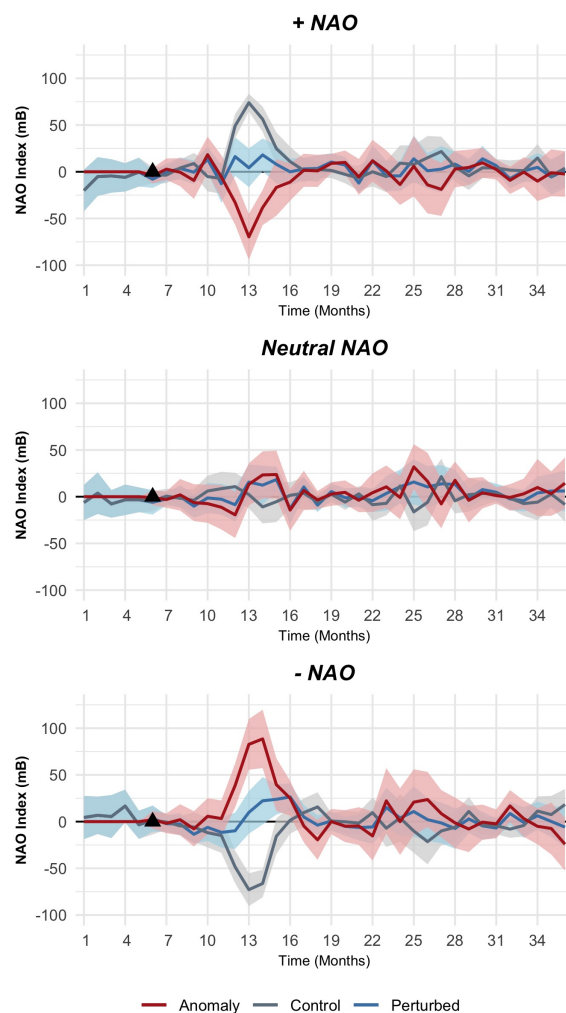 + NAO
NAO Index (mB)
100
50
0
-50
-100
1 4 7 10 13 16 19 22 25 28 31 34
Time (Months)
Neutral NAO
NAO Index (mB)
100
50
0
-50
-100
1 4 7 10 13 16 19 22 25 28 31 34
Time (Months)
- NAO
NAO Index (mB)
100
50
0
-50
-100
1 4 7 10 13 16 19 22 25 28 31 34
Time (Months)
Anomaly Control Perturbed